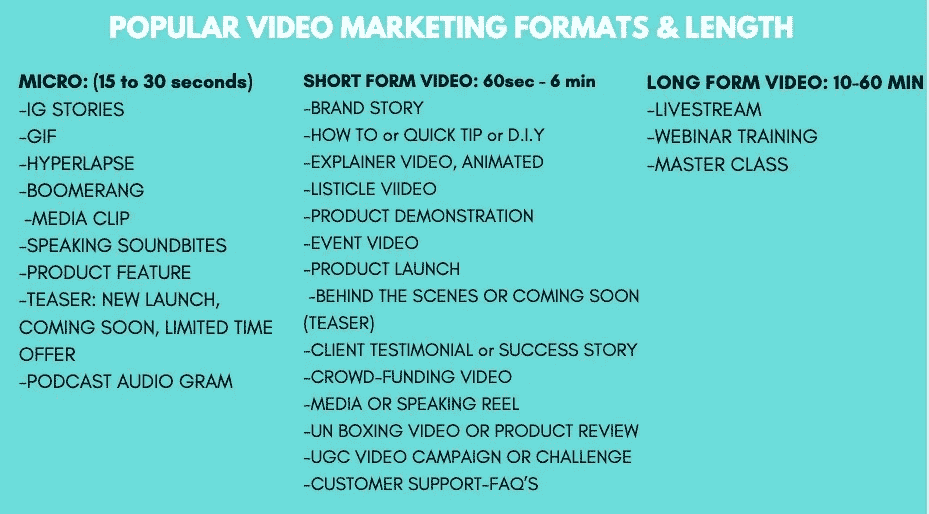 POPULAR VIDEO MARKETING FORMATS & LENGTH
MICRO: (15 to 30 seconds)
-IG STORIES
-GIF
-HYPERLAPSE
-BOOMERANG
-MEDIA CLIP
-SPEAKING SOUNDBITES
-PRODUCT FEATURE
-TEASER: NEW LAUNCH,
COMING SOON, LIMITED TIME
OFFER
-PODCAST AUDIO GRAM
SHORT FORM VIDEO: 60sec - 6 min
-BRAND STORY
-HOW TO or QUICK TIP or D.I.Y
-EXPLAINER VIDEO, ANIMATED
-LISTICLE VIIDEO
-PRODUCT DEMONSTRATION
-EVENT VIDEO
-PRODUCT LAUNCH
-BEHIND THE SCENES OR COMING SOON
(TEASER)
-CLIENT TESTIMONIAL or SUCCESS STORY
-CROWD-FUNDING VIDEO
-MEDIA OR SPEAKING REEL
-UN BOXING VIDEO OR PRODUCT REVIEW
-UGC VIDEO CAMPAIGN OR CHALLENGE
-CUSTOMER SUPPORT-FAQ'S
LONG FORM VIDEO: 10-60 MIN
-LIVESTREAM
-WEBINAR TRAINING
-MASTER CLASS